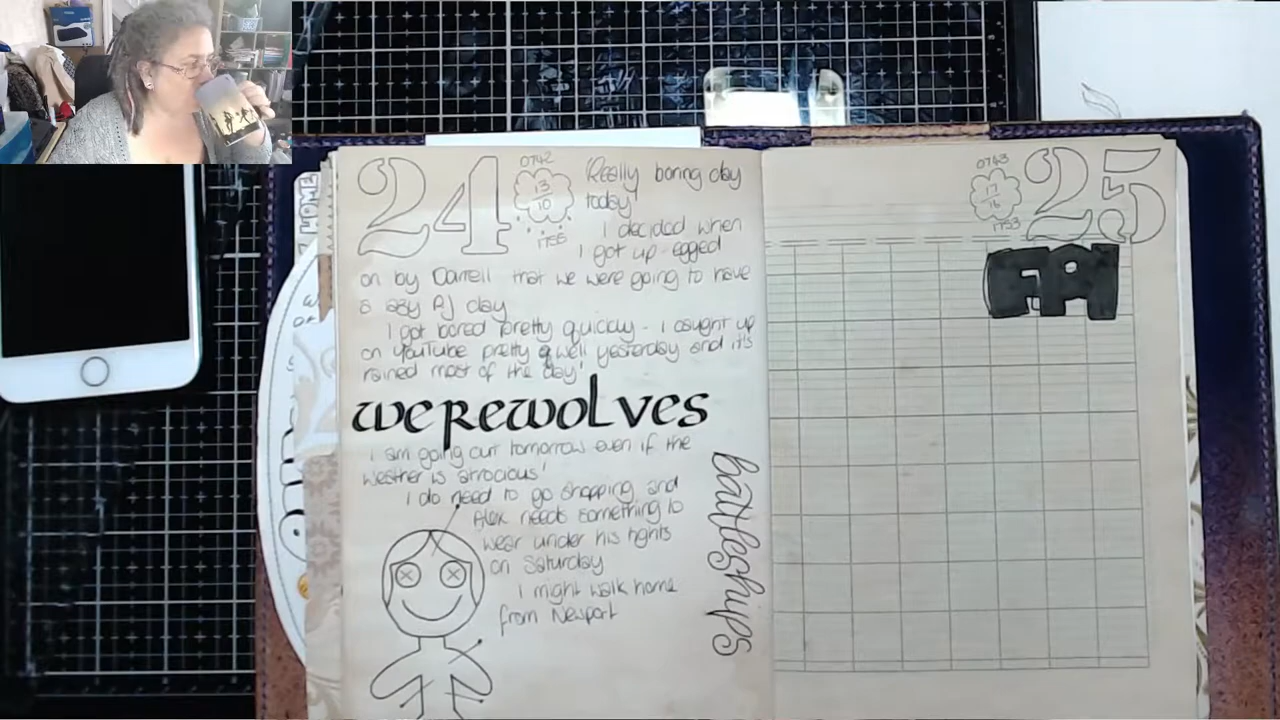 24
0742
13
10
1755
Really boring day
today
I decided when
I got up - egged
on by Darrell that we were going to have
a lazy PJ day
I got bored pretty quickly - I caught up
on YouTube pretty well yesterday and it's
rained most of the day!
werewolves
I am going out tomorrow even if the
weather is atrocious!
I do need to go shopping and
Alex needs something to
wear under his tights
on Saturday
I might walk home
from Newport
battleships
0743
17
16
1753
25
FRI
HOME